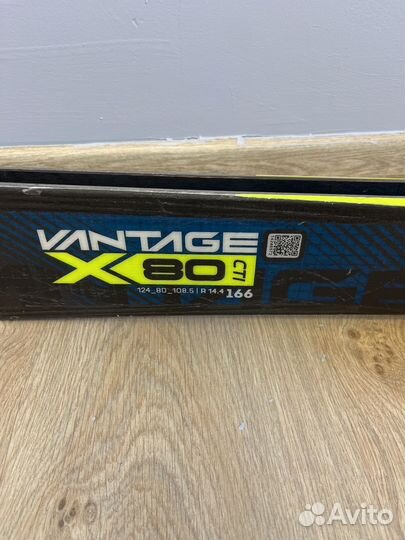 VANTAGE
X 80 CTI
124_80_108.5 | R 14.4 166
Avito